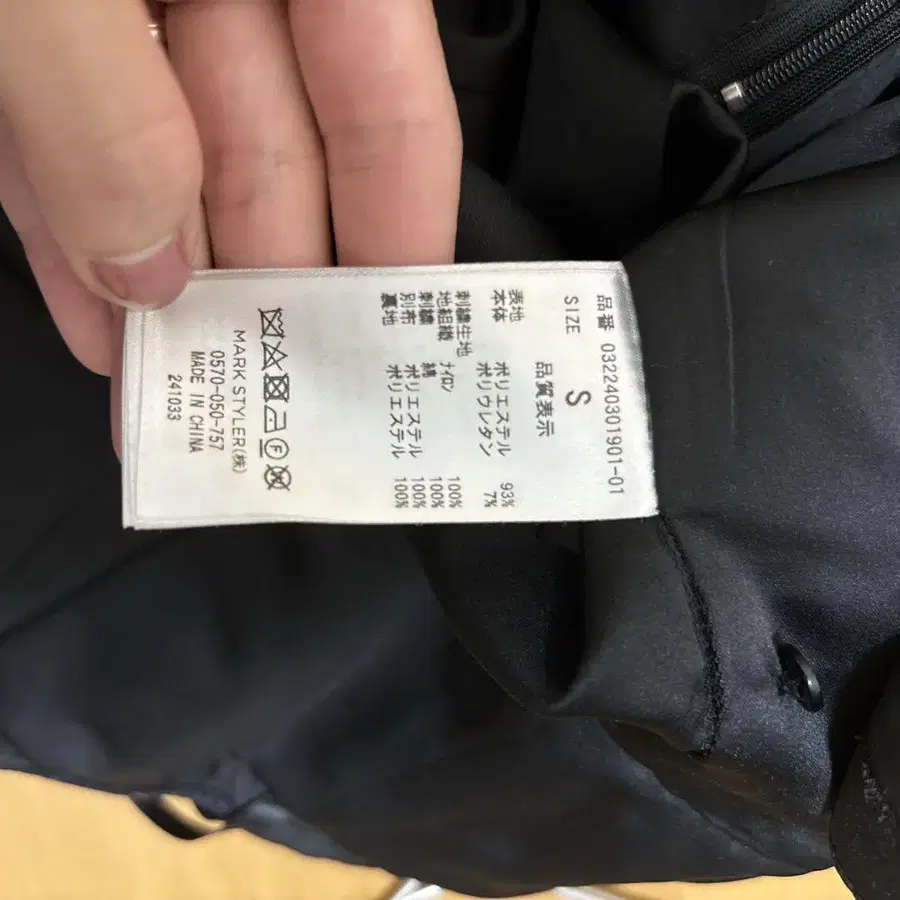 品番 032240301901-01
SIZE S
品質表示
表地
本体 ポリエステル 93%
ポリウレタン 7%
刺繍生地
地組織 ナイロン 100%
刺繍 綿 100%
別布 ポリエステル 100%
裏地 ポリエステル 100%
F
MARK STYLER(株)
0570-050-757
MADE IN CHINA
241033